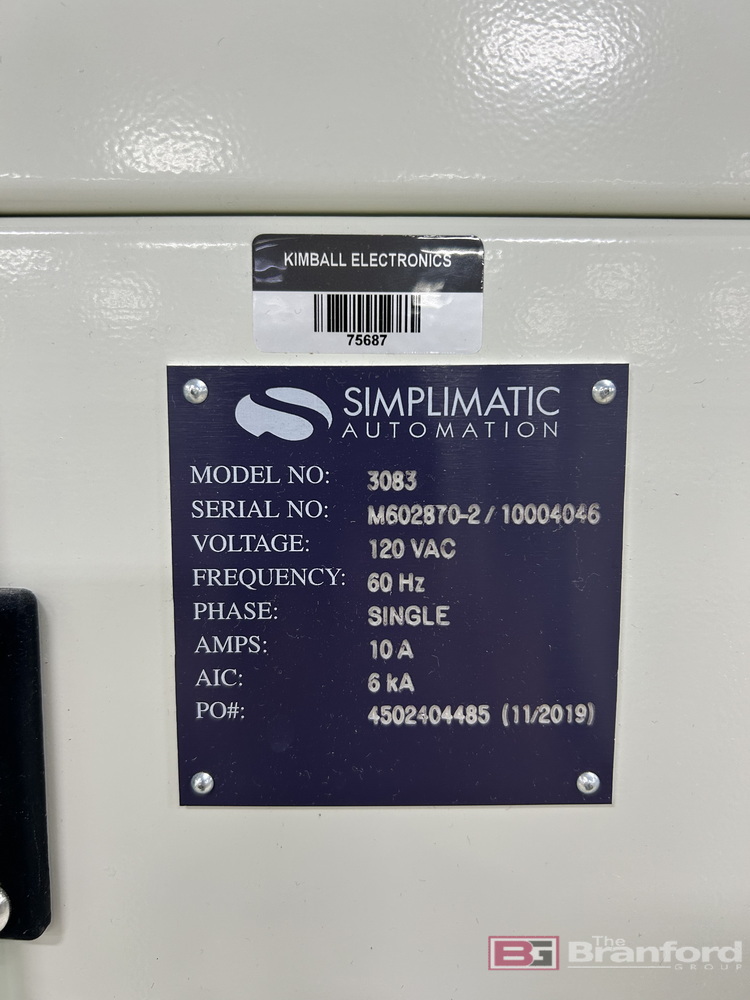 KIMBALL ELECTRONICS
75687
SIMPLIMATIC
AUTOMATION
MODEL NO: 3083
SERIAL NO: M602870-2 / 10004046
VOLTAGE: 120 VAC
FREQUENCY: 60 Hz
PHASE: SINGLE
AMPS: 10 A
AIC: 6 kA
PO#: 4502404485 (11/2019)
BG The Branford
GROUP